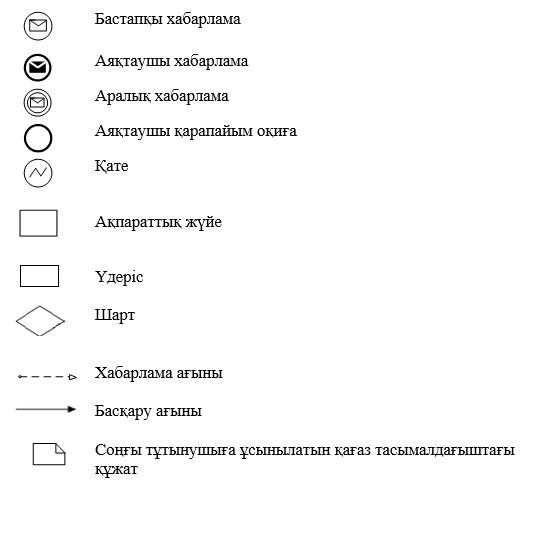 Бастапқы хабарлама
Аяқтаушы хабарлама
Аралық хабарлама
Аяқтаушы қарапайым оқиға
Қате
Ақпараттық жүйе
Үдеріс
Шарт
Хабарлама ағыны
Басқару ағыны
Соңғы тұтынушыға ұсынылатын қағаз тасымалдағыштағы
құжат